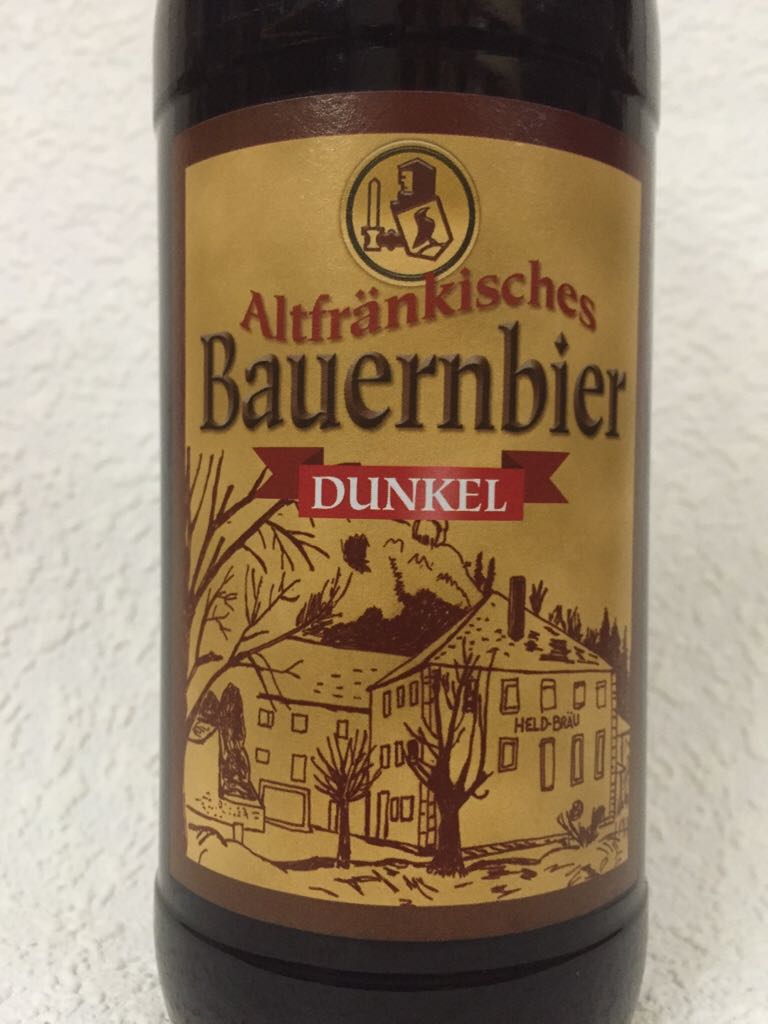 Altfränkisches
Bauernbier
DUNKEL
HELD-BRÄU